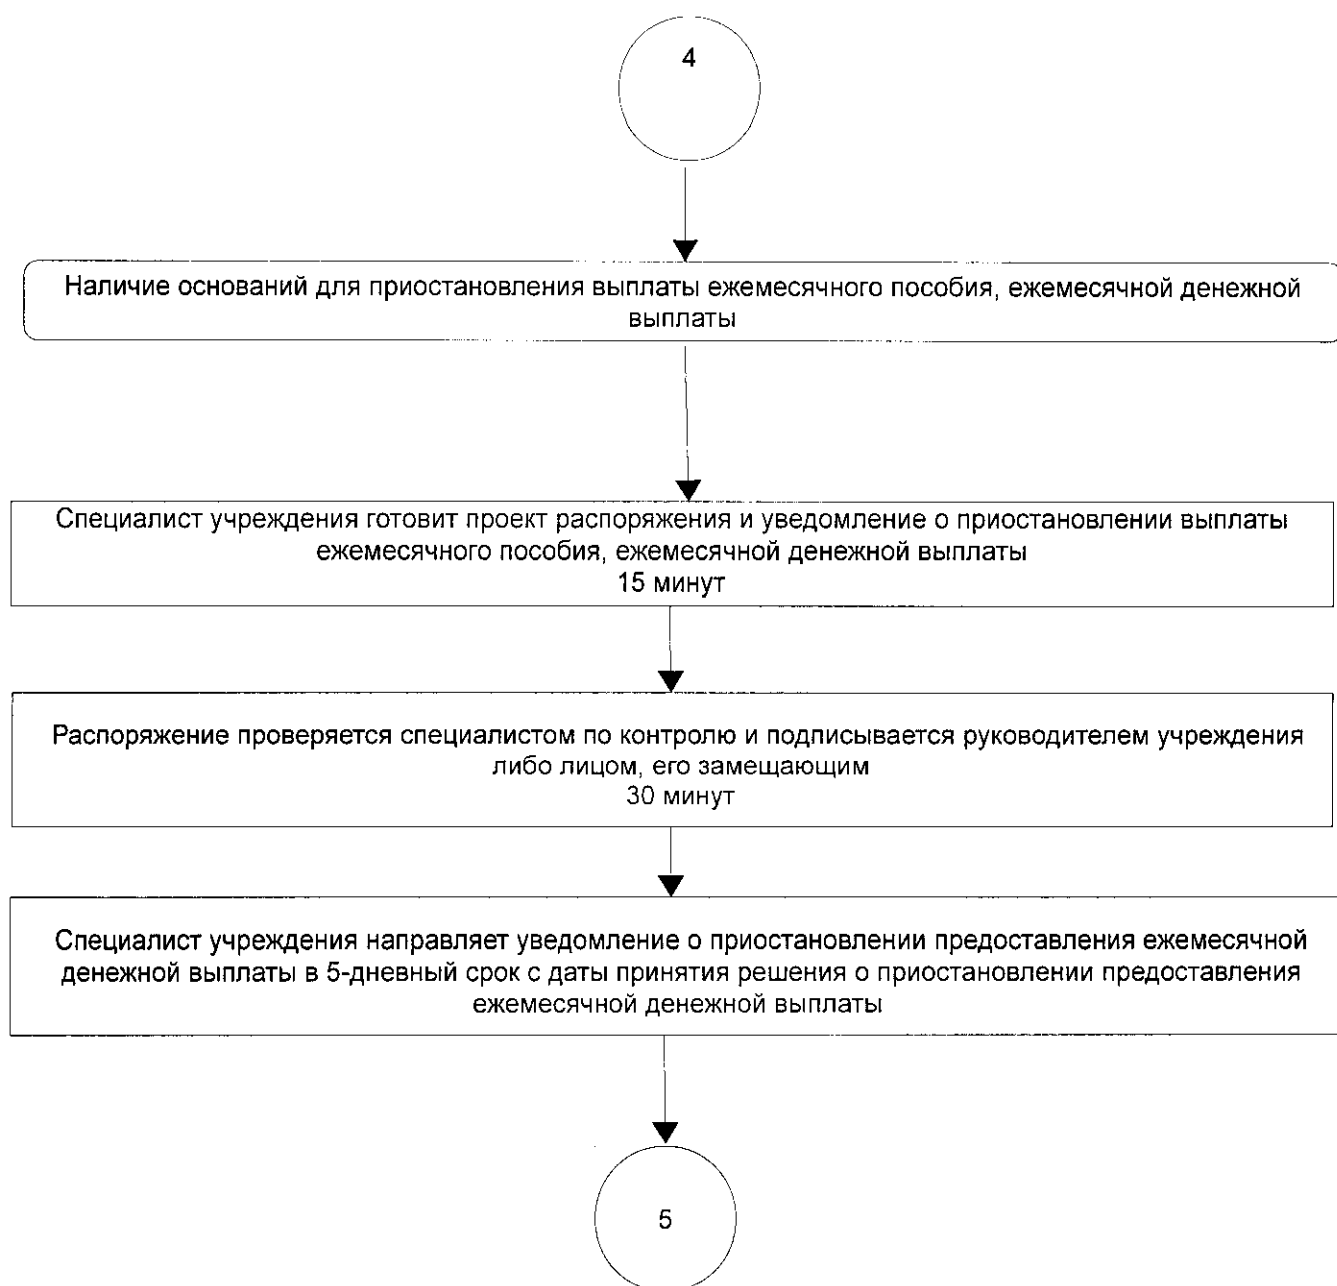 4
Наличие оснований для приостановления выплаты ежемесячного пособия, ежемесячной денежной
выплаты
Специалист учреждения готовит проект распоряжения и уведомление о приостановлении выплаты
ежемесячного пособия, ежемесячной денежной выплаты
15 минут
Распоряжение проверяется специалистом по контролю и подписывается руководителем учреждения
либо лицом, его замещающим
30 минут
Специалист учреждения направляет уведомление о приостановлении предоставления ежемесячной
денежной выплаты в 5-дневный срок с даты принятия решения о приостановлении предоставления
ежемесячной денежной выплаты
5